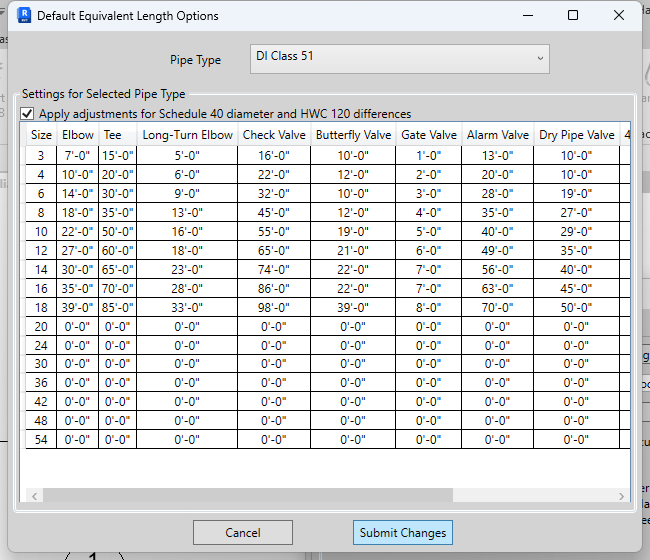 Default Equivalent Length Options
Pipe Type DI Class 51
Settings for Selected Pipe Type
Apply adjustments for Schedule 40 diameter and HWC 120 differences
Size Elbow Tee Long-Turn Elbow Check Valve Butterfly Valve Gate Valve Alarm Valve Dry Pipe Valve 4
3 7'-0" 15'-0" 5'-0" 16'-0" 10'-0" 1'-0" 13'-0" 10'-0"
4 10'-0" 20'-0" 6'-0" 22'-0" 12'-0" 2'-0" 20'-0" 10'-0"
6 14'-0" 30'-0" 9'-0" 32'-0" 10'-0" 3'-0" 28'-0" 19'-0"
8 18'-0" 35'-0" 13'-0" 45'-0" 12'-0" 4'-0" 35'-0" 27'-0"
10 22'-0" 50'-0" 16'-0" 55'-0" 19'-0" 5'-0" 40'-0" 29'-0"
12 27'-0" 60'-0" 18'-0" 65'-0" 21'-0" 6'-0" 49'-0" 35'-0"
14 30'-0" 65'-0" 23'-0" 74'-0" 22'-0" 7'-0" 56'-0" 40'-0"
16 35'-0" 70'-0" 28'-0" 86'-0" 22'-0" 7'-0" 63'-0" 45'-0"
18 39'-0" 85'-0" 33'-0" 98'-0" 39'-0" 8'-0" 70'-0" 50'-0"
20 0'-0" 0'-0" 0'-0" 0'-0" 0'-0" 0'-0" 0'-0" 0'-0"
24 0'-0" 0'-0" 0'-0" 0'-0" 0'-0" 0'-0" 0'-0" 0'-0"
30 0'-0" 0'-0" 0'-0" 0'-0" 0'-0" 0'-0" 0'-0" 0'-0"
36 0'-0" 0'-0" 0'-0" 0'-0" 0'-0" 0'-0" 0'-0" 0'-0"
42 0'-0" 0'-0" 0'-0" 0'-0" 0'-0" 0'-0" 0'-0" 0'-0"
48 0'-0" 0'-0" 0'-0" 0'-0" 0'-0" 0'-0" 0'-0" 0'-0"
54 0'-0" 0'-0" 0'-0" 0'-0" 0'-0" 0'-0" 0'-0" 0'-0"
Cancel Submit Changes